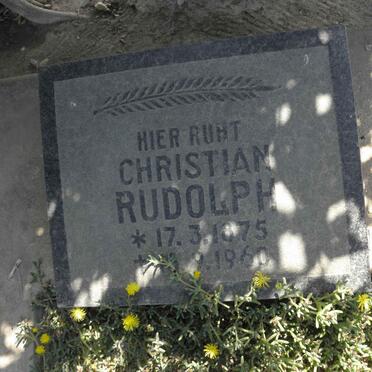 HIER RUHT
CHRISTIAN
RUDOLPH
* 17.3.1875